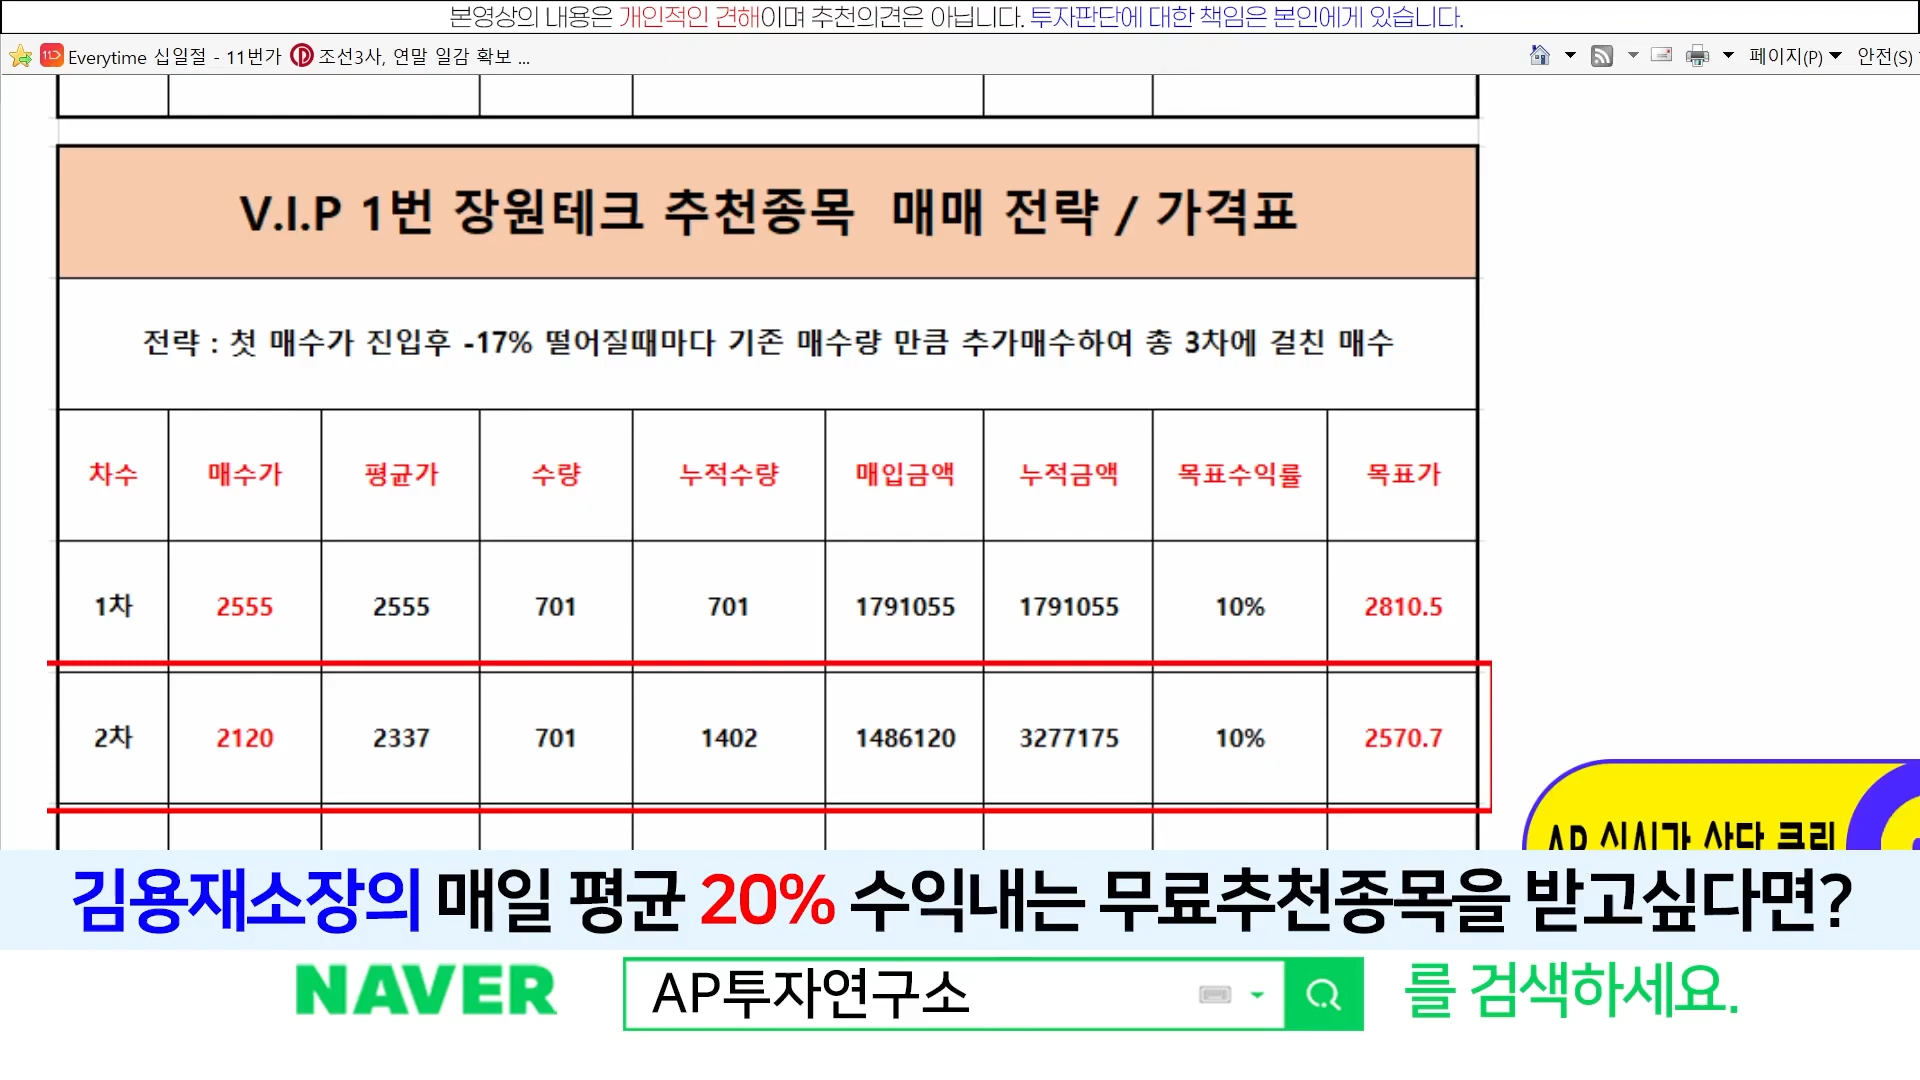 본영상의 내용은 개인적인 견해이며 추천의견은 아닙니다. 투자판단에 대한 책임은 본인에게 있습니다.
Everytime 십일절 - 11번가 조선3사, 연말 일감 확보 ... 페이지(P) 안전(S)
V.I.P 1번 장원테크 추천종목 매매 전략 / 가격표
전략 : 첫 매수가 진입후 -17% 떨어질때마다 기존 매수량 만큼 추가매수하여 총 3차에 걸친 매수
차수 매수가 평균가 수량 누적수량 매입금액 누적금액 목표수익률 목표가
1차 2555 2555 701 701 1791055 1791055 10% 2810.5
2차 2120 2337 701 1402 1486120 3277175 10% 2570.7
AP 실시간 상담 클릭
김용재소장의 매일 평균 20% 수익내는 무료추천종목을 받고싶다면?
NAVER AP투자연구소 를 검색하세요.